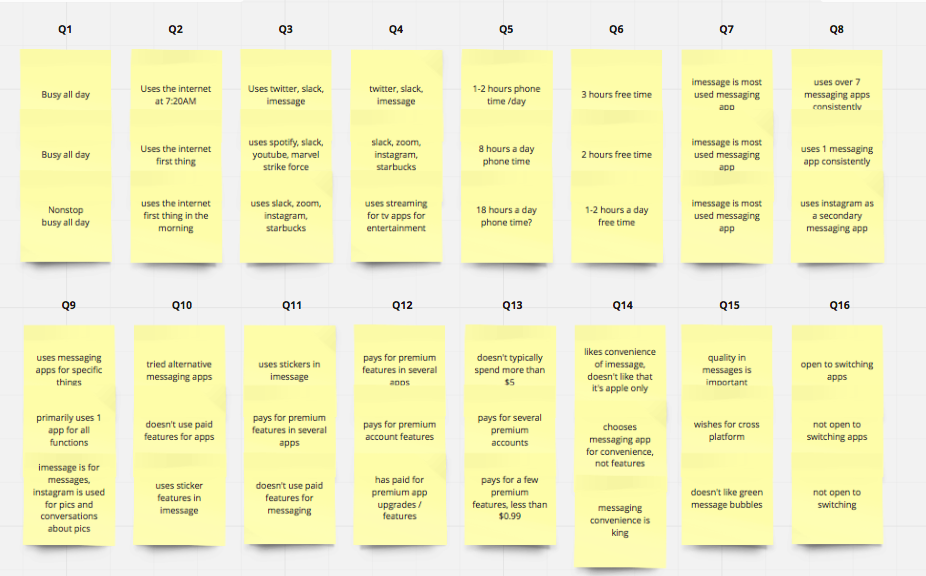 Q1
Q2
Q3
Q4
Q5
Q6
Q7
Q8
Busy all day
Busy all day
Nonstop
busy all day
Uses the internet
at 7:20AM
Uses the internet
first thing
uses the internet
first thing in the
morning
Uses twitter, slack,
imessage
uses spotify, slack,
youtube, marvel
strike force
uses slack, zoom,
instagram,
starbucks
twitter, slack,
imessage
slack, zoom,
instagram,
starbucks
uses streaming
for tv apps for
entertainment
1-2 hours phone
time /day
8 hours a day
phone time
18 hours a day
phone time?
3 hours free time
2 hours free time
1-2 hours a day
free time
imessage is most
used messaging
app
imessage is most
used messaging
app
imessage is most
used messaging
app
uses over 7
messaging apps
consistently
uses 1 messaging
app consistently
uses instagram as
a secondary
messaging app
Q9
Q10
Q11
Q12
Q13
Q14
Q15
Q16
uses messaging
apps for specific
things
primarily uses 1
app for all
functions
imessage is for
messages,
instagram is used
for pics and
conversations
about pics
tried alternative
messaging apps
doesn't use paid
features for apps
uses sticker
features in
imessage
uses stickers in
imessage
pays for premium
features in several
apps
doesn't use paid
features for
messaging
pays for premium
features in several
apps
pays for premium
account features
has paid for
premium app
upgrades /
features
doesn't typically
spend more than
$5
pays for several
premium
accounts
pays for a few
premium
features, less than
$0.99
likes convenience
of imessage,
doesn't like that
it's apple only
chooses
messaging app
for convenience,
not features
messaging
convenience is
king
quality in
messages is
important
wishes for cross
platform
doesn't like green
message bubbles
open to switching
apps
not open to
switching apps
not open to
switching